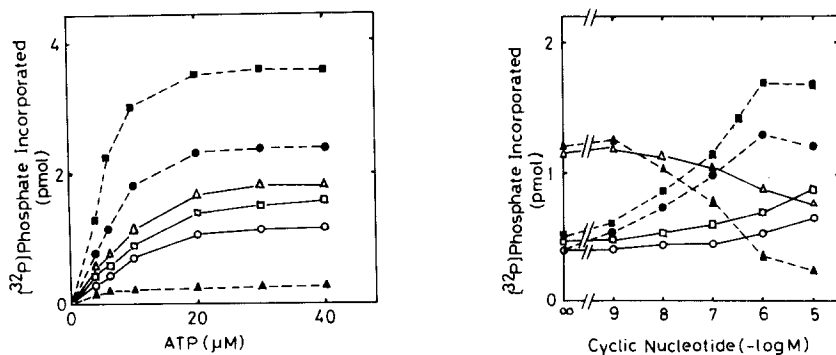 [³²P]Phosphate Incorporated
(pmol)
4
2
0
0
20
40
ATP (μM)
[³²P]Phosphate Incorporated
(pmol)
2
1
0
∞
9
8
7
6
5
Cyclic Nucleotide (-log M)